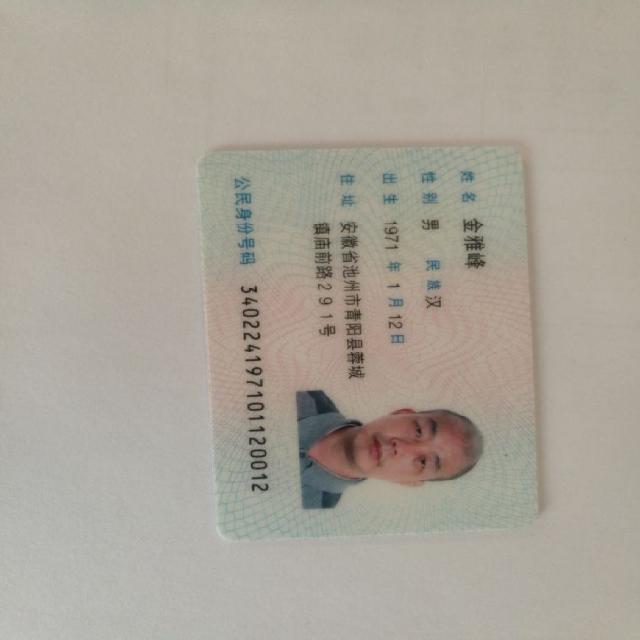 姓名 金雅峰
性别 男 民族 汉
出生 1971 年 1 月 12 日
住址 安徽省池州市青阳县蓉城
镇庙前路291号
公民身份号码 340224197101120012